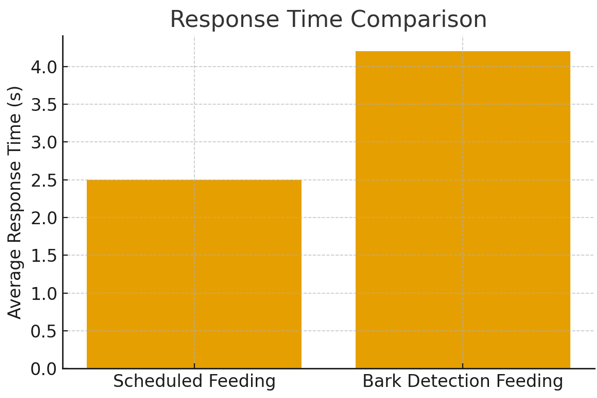 Response Time Comparison
Average Response Time (s)
4.0
3.5
3.0
2.5
2.0
1.5
1.0
0.5
0.0
Scheduled Feeding
Bark Detection Feeding